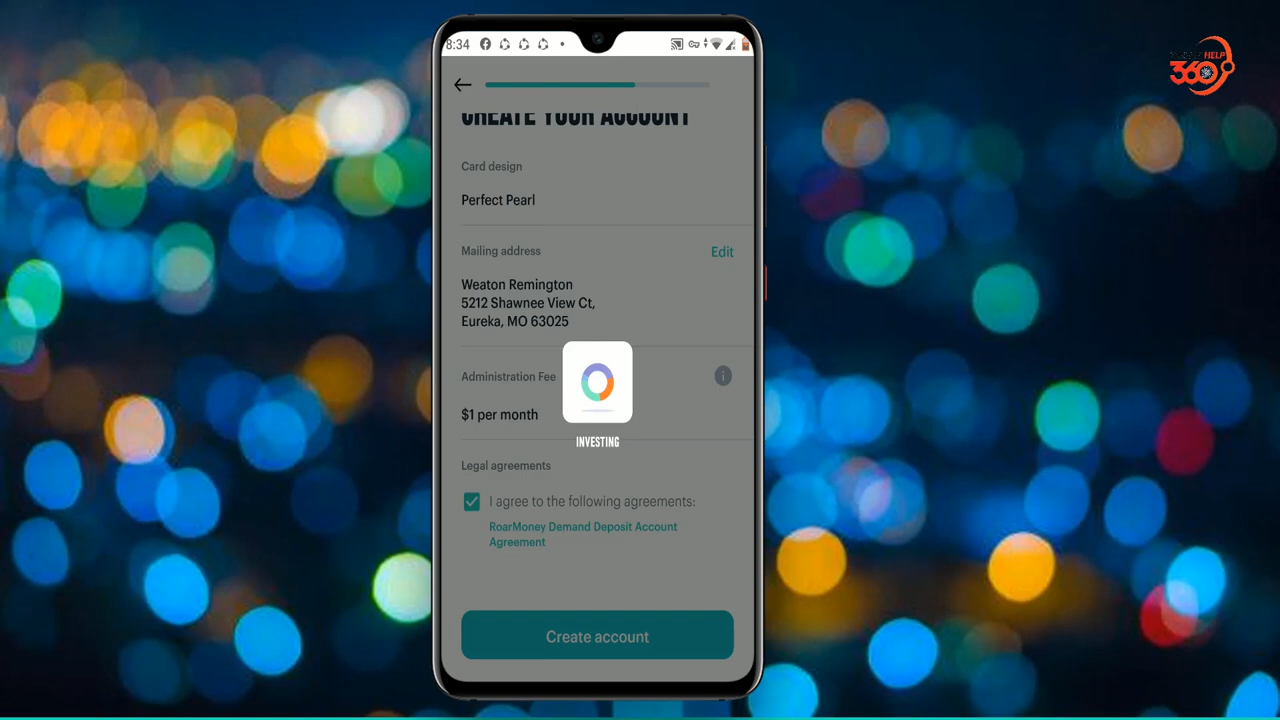 8:34
HELP
360
CREATE YOUR ACCOUNT
Card design
Perfect Pearl
Mailing address
Edit
Weaton Remington
5212 Shawnee View Ct,
Eureka, MO 63025
Administration Fee
i
$1 per month
INVESTING
Legal agreements
I agree to the following agreements:
RoarMoney Demand Deposit Account
Agreement
Create account